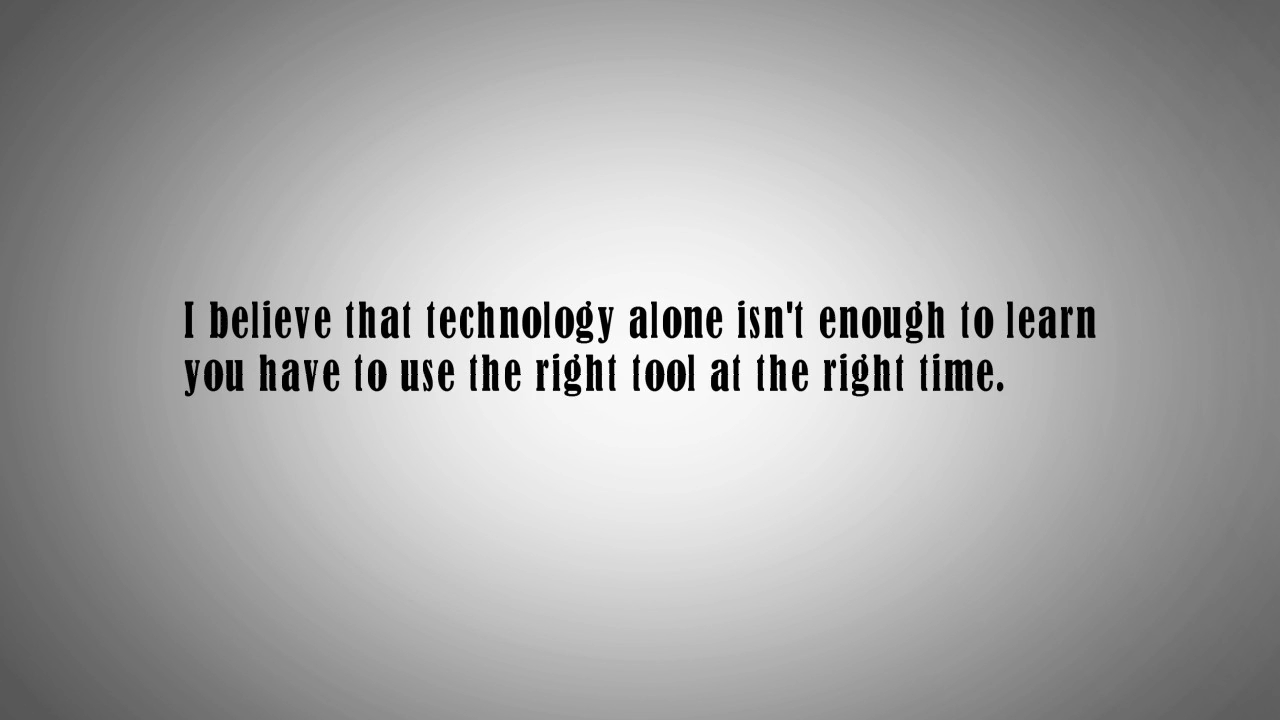 I believe that technology alone isn't enough to learn
you have to use the right tool at the right time.